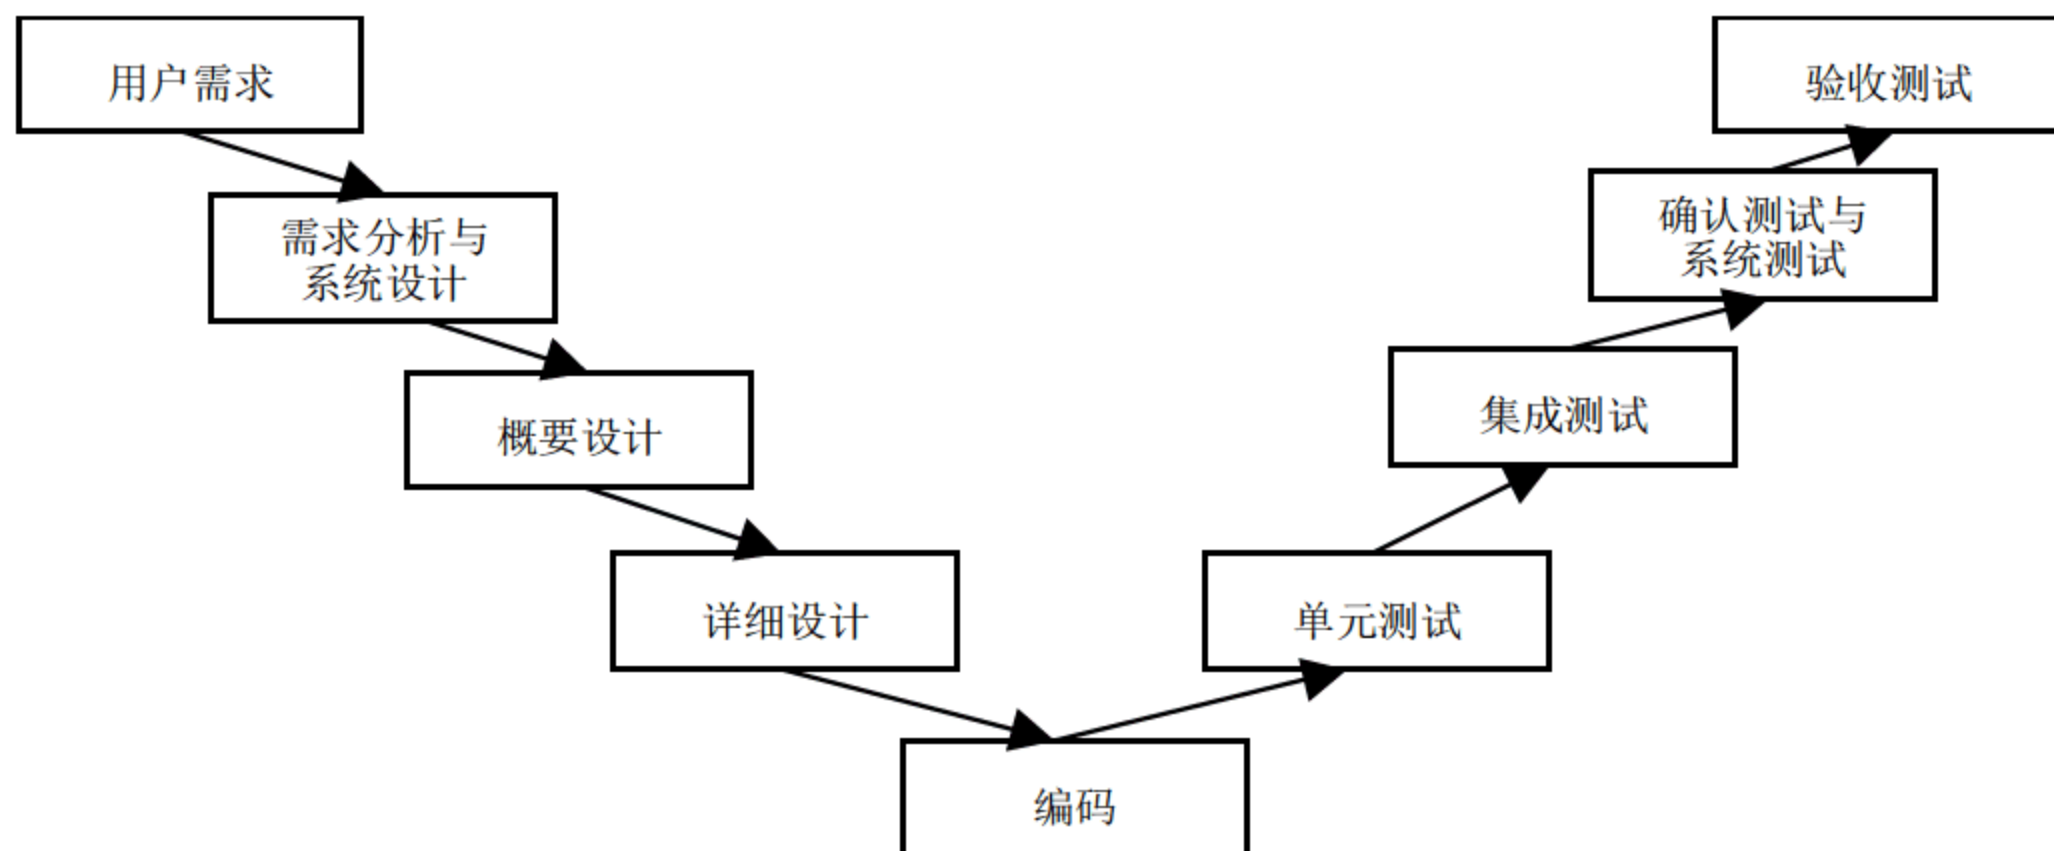 用户需求
验收测试
需求分析与
系统设计
确认测试与
系统测试
概要设计
集成测试
详细设计
单元测试
编码